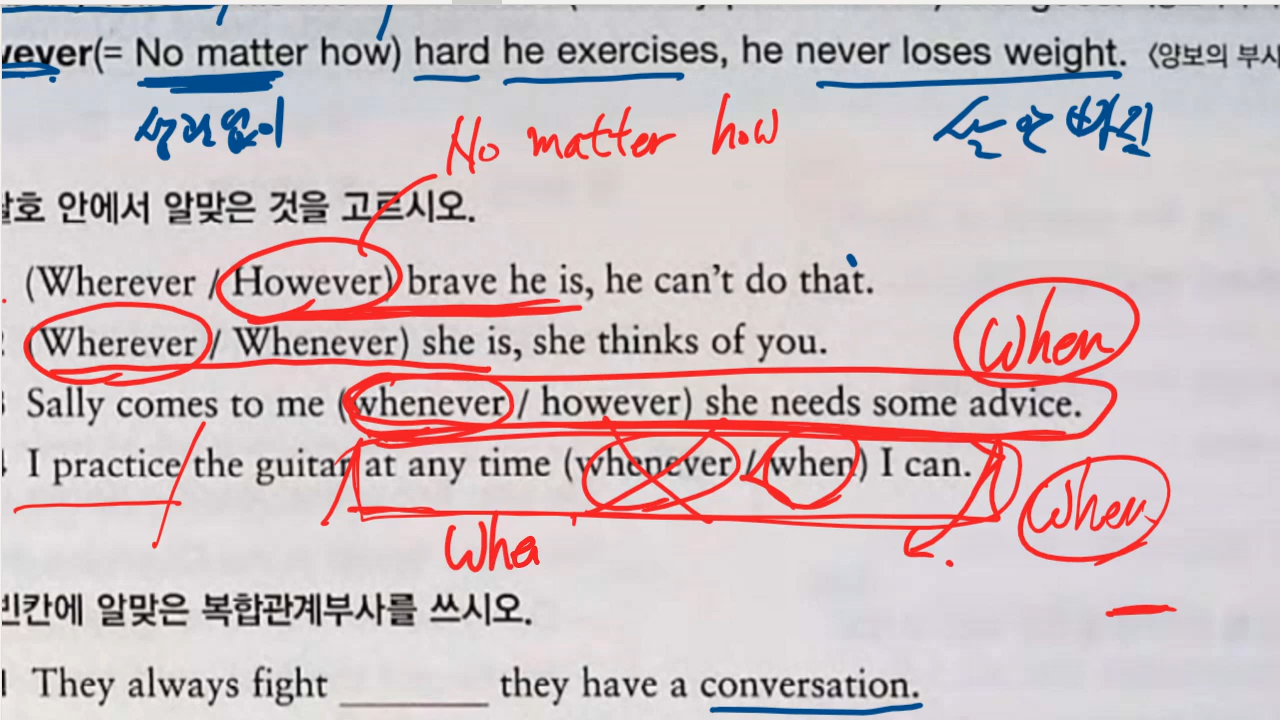 vever(= No matter how) hard he exercises, he never loses weight. 〈양보의 부사
상관없이
No matter how
살 안 빠진
괄호 안에서 알맞은 것을 고르시오.
(Wherever / However) brave he is, he can't do that.
(Wherever / Whenever) she is, she thinks of you.
When
Sally comes to me (whenever / however) she needs some advice.
I practice the guitar at any time (whenever / when) I can.
When
Whe
빈칸에 알맞은 복합관계부사를 쓰시오.
They always fight ________ they have a conversation.